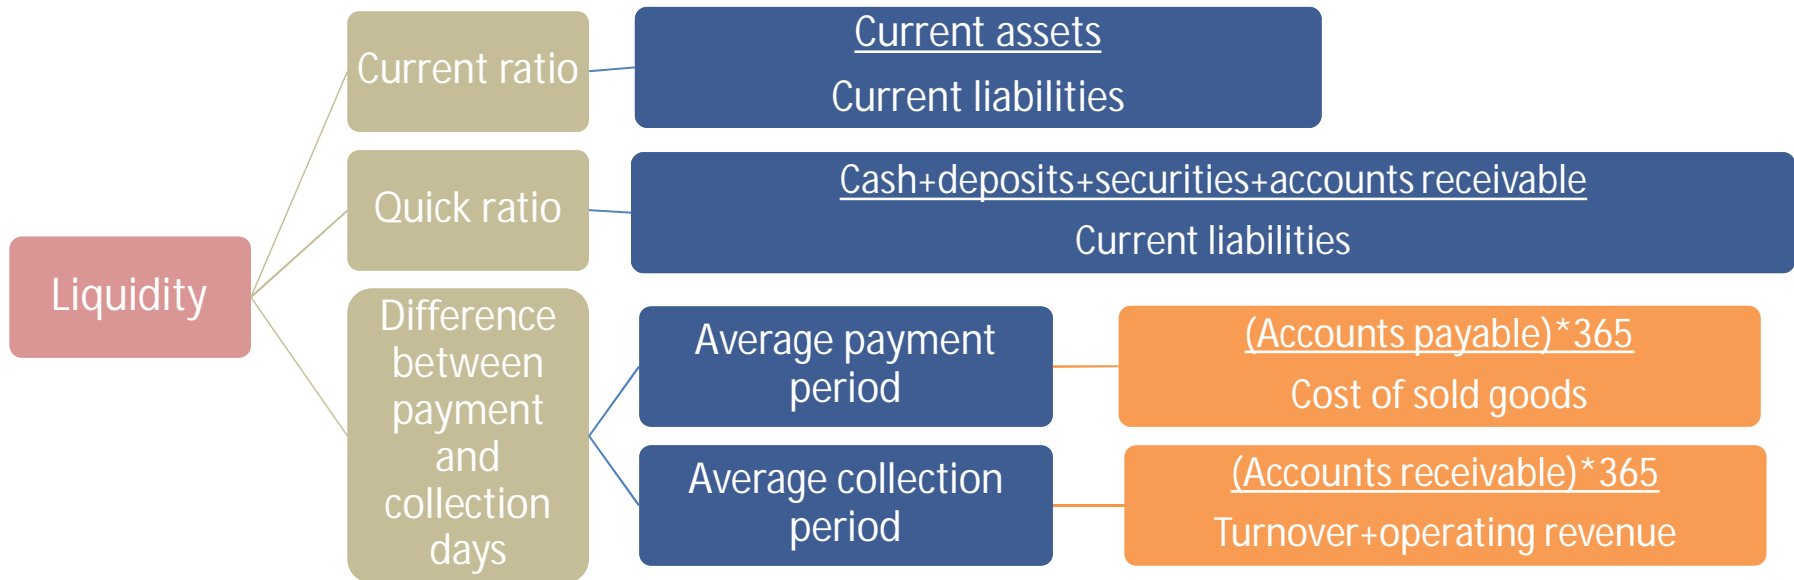 Liquidity
Current ratio
Current assets
Current liabilities
Quick ratio
Cash+deposits+securities+accounts receivable
Current liabilities
Difference
between
payment
and
collection
days
Average payment
period
(Accounts payable)*365
Cost of sold goods
Average collection
period
(Accounts receivable)*365
Turnover+operating revenue